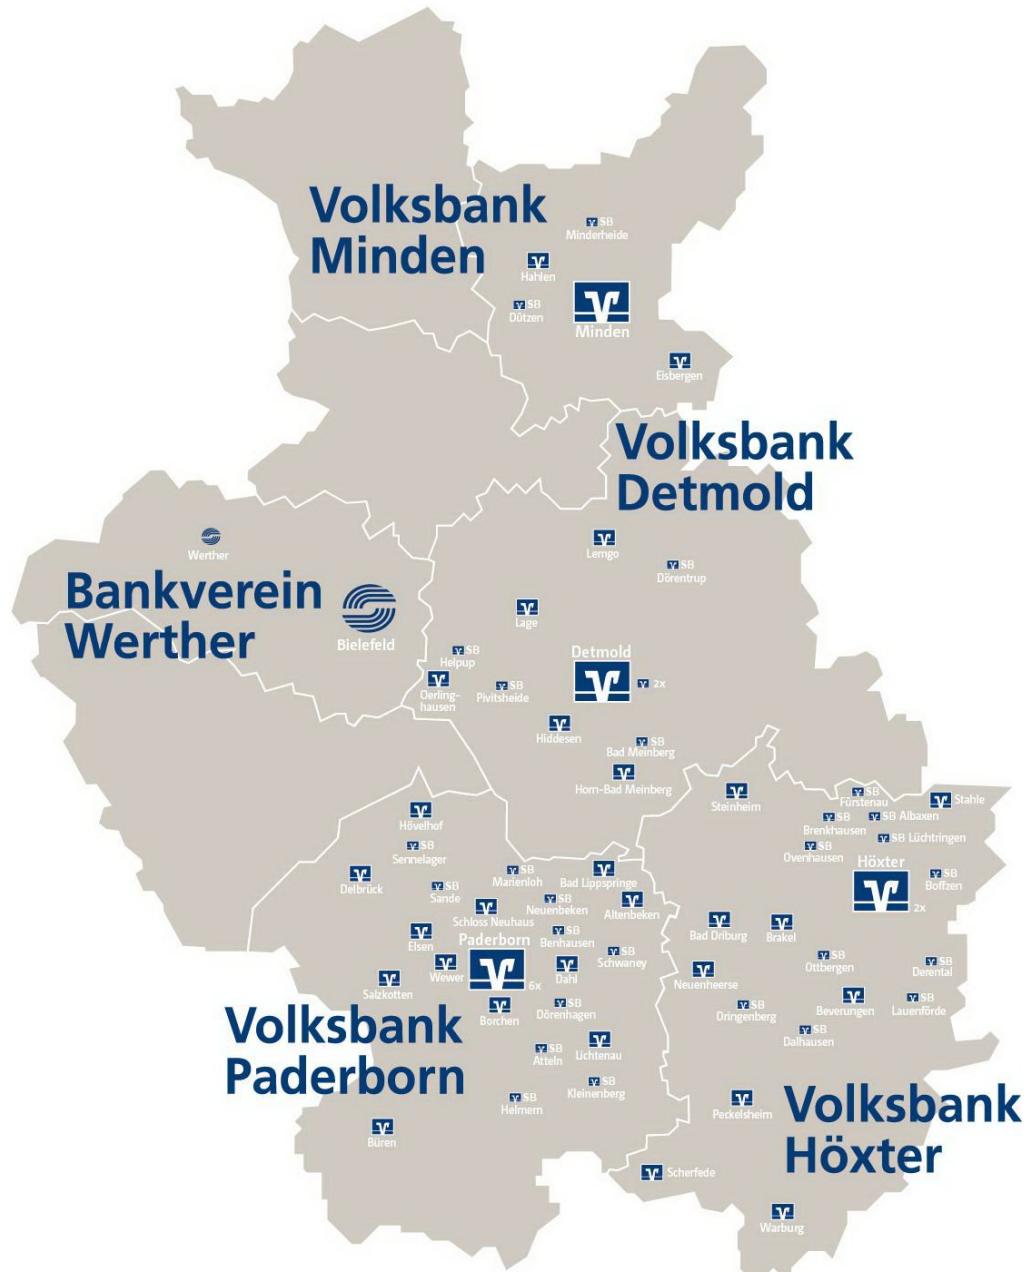 Volksbank
Minden
SB
Minderheide
Hahlen
SB
Dützen
Minden
Eisbergen
Volksbank
Detmold
Lemgo
SB
Dörentrup
Lage
SB
Helpup
Oerling-
hausen
SB
Pivitsheide
Detmold
2x
Hiddesen
SB
Bad Meinberg
Horn-Bad Meinberg
Werther
Bankverein
Werther
Bielefeld
Hövelhof
SB
Sennelager
Delbrück
SB
Sande
SB
Marienloh
Bad Lippspringe
Schloss Neuhaus
SB
Neuenbeken
Altenbeken
Elsen
SB
Benhausen
Paderborn
6x
SB
Schwaney
Wewer
Dahl
Salzkotten
Borchen
SB
Dörenhagen
Volksbank
Paderborn
SB
Atteln
Lichtenau
SB
Kleinenberg
SB
Helmern
Büren
Steinheim
SB
Fürstenau
Stahle
SB
Brenkhausen
SB Albaxen
SB Lüchtringen
SB
Ovenhausen
Höxter
2x
SB
Boffzen
Bad Driburg
Brakel
SB
Ottbergen
SB
Derental
Neuenheerse
SB
Dringenberg
Beverungen
SB
Lauenförde
SB
Dalhausen
Peckelsheim
Volksbank
Höxter
Scherfede
Warburg